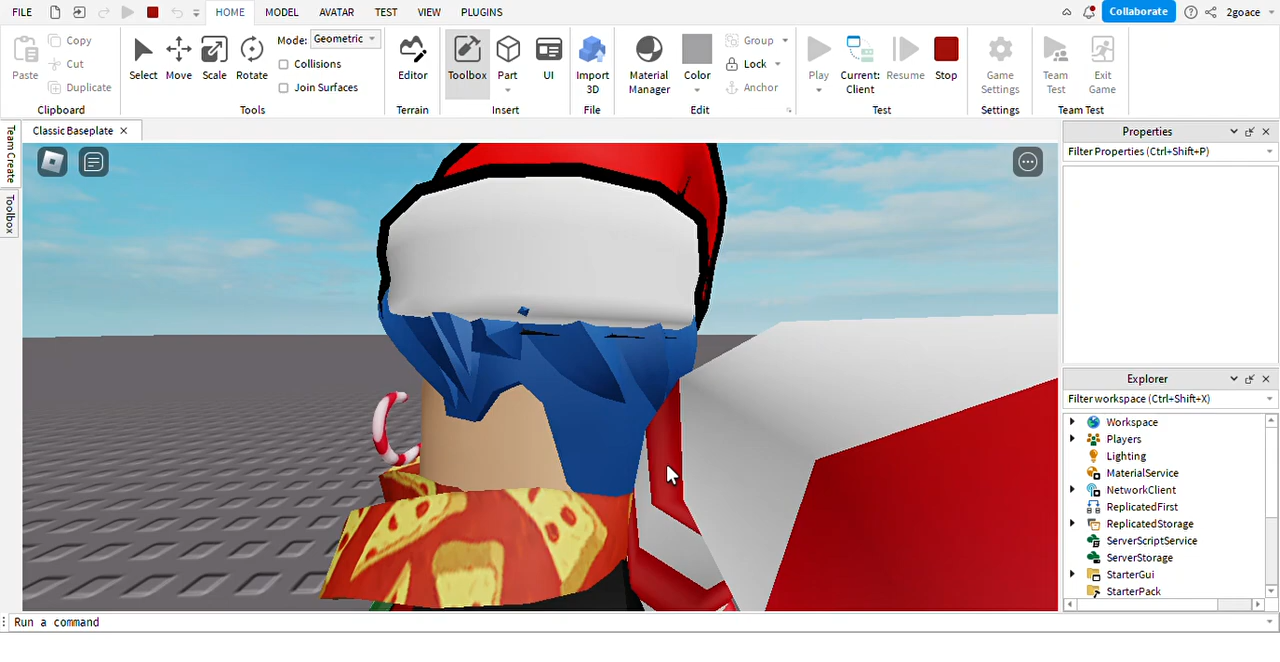 FILE HOME MODEL AVATAR TEST VIEW PLUGINS Collaborate 2goace
Paste Copy Cut Duplicate Clipboard
Select Move Scale Rotate Mode: Geometric Collisions Join Surfaces Tools
Editor Terrain
Toolbox Part UI Insert
Import 3D File
Material Manager Color Group Lock Anchor Edit
Play Current: Client Resume Stop Test
Game Settings Settings
Team Test Exit Game Team Test
Classic Baseplate
Team Create
Toolbox
Properties
Filter Properties (Ctrl+Shift+P)
Explorer
Filter workspace (Ctrl+Shift+X)
Workspace
Players
Lighting
MaterialService
NetworkClient
ReplicatedFirst
ReplicatedStorage
ServerScriptService
ServerStorage
StarterGui
StarterPack
Run a command